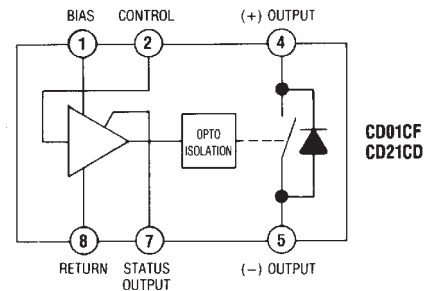 BIAS CONTROL (+) OUTPUT
1 2 4
OPTO
ISOLATION
CD01CF
CD21CD
8 7 5
RETURN STATUS
OUTPUT (−) OUTPUT